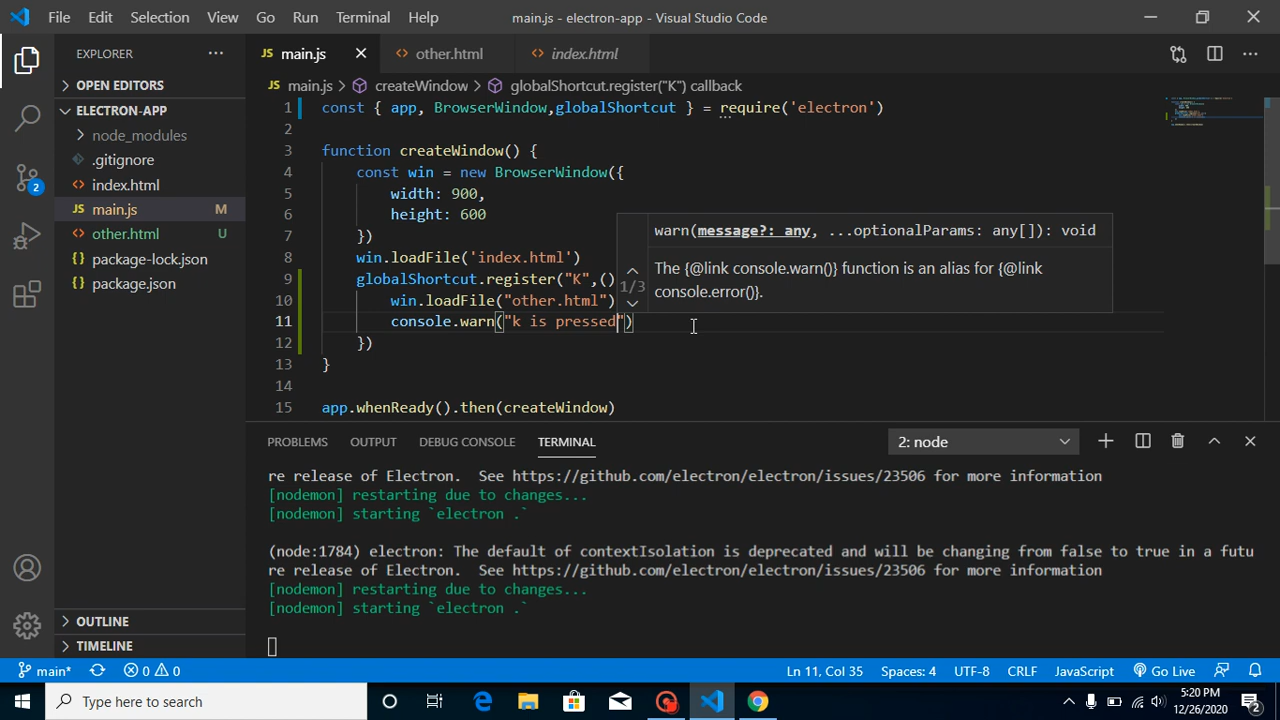 File Edit Selection View Go Run Terminal Help main.js - electron-app - Visual Studio Code
EXPLORER
OPEN EDITORS
ELECTRON-APP
node_modules
.gitignore
index.html
JS main.js M
other.html U
package-lock.json
package.json
OUTLINE
TIMELINE
2
JS main.js other.html index.html
JS main.js createWindow globalShortcut.register("K") callback
1 const { app, BrowserWindow,globalShortcut } = require('electron')
2
3 function createWindow() {
4 const win = new BrowserWindow({
5 width: 900,
6 height: 600
7 })
8 win.loadFile('index.html')
9 globalShortcut.register("K",()
10 win.loadFile("other.html")
11 console.warn("k is pressed")
12 })
13 }
14
15 app.whenReady().then(createWindow)
warn(message?: any, ...optionalParams: any[]): void
1/3
The {@link console.warn()} function is an alias for {@link
console.error()}.
PROBLEMS OUTPUT DEBUG CONSOLE TERMINAL 2: node
re release of Electron. See https://github.com/electron/electron/issues/23506 for more information
[nodemon] restarting due to changes...
[nodemon] starting `electron .`
(node:1784) electron: The default of contextIsolation is deprecated and will be changing from false to true in a futu
re release of Electron. See https://github.com/electron/electron/issues/23506 for more information
[nodemon] restarting due to changes...
[nodemon] starting `electron .`
main* 0 0 Ln 11, Col 35 Spaces: 4 UTF-8 CRLF JavaScript Go Live
Type here to search
5:20 PM
12/26/2020
2